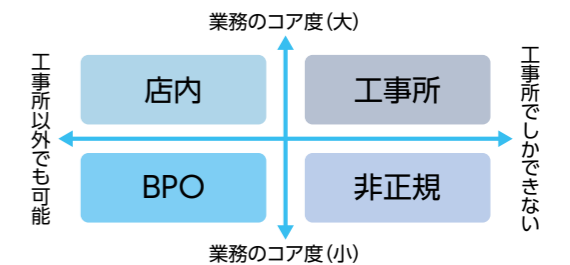 業務のコア度（大）
工事所以外でも可能
店内
工事所
工事所でしかできない
BPO
非正規
業務のコア度（小）